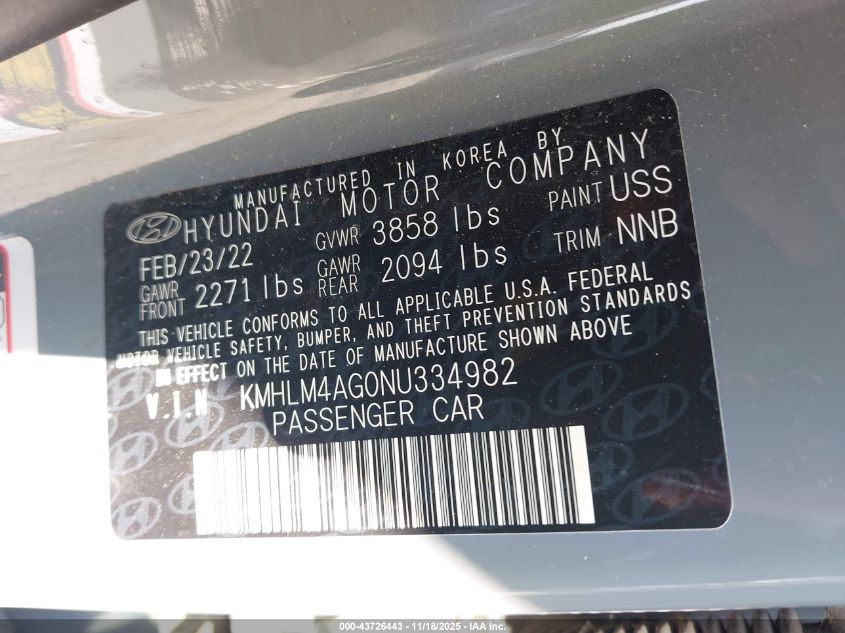 MANUFACTURED IN KOREA BY
HYUNDAI MOTOR COMPANY
FEB/23/22 GVWR 3858 lbs PAINT USS
GAWR FRONT 2271 lbs GAWR REAR 2094 lbs TRIM NNB
THIS VEHICLE CONFORMS TO ALL APPLICABLE U.S.A. FEDERAL
MOTOR VEHICLE SAFETY, BUMPER, AND THEFT PREVENTION STANDARDS
IN EFFECT ON THE DATE OF MANUFACTURE SHOWN ABOVE
V.I.N KMHLM4AG0NU334982
PASSENGER CAR
000-43726443 - 11/18/2025 - IAA Inc.